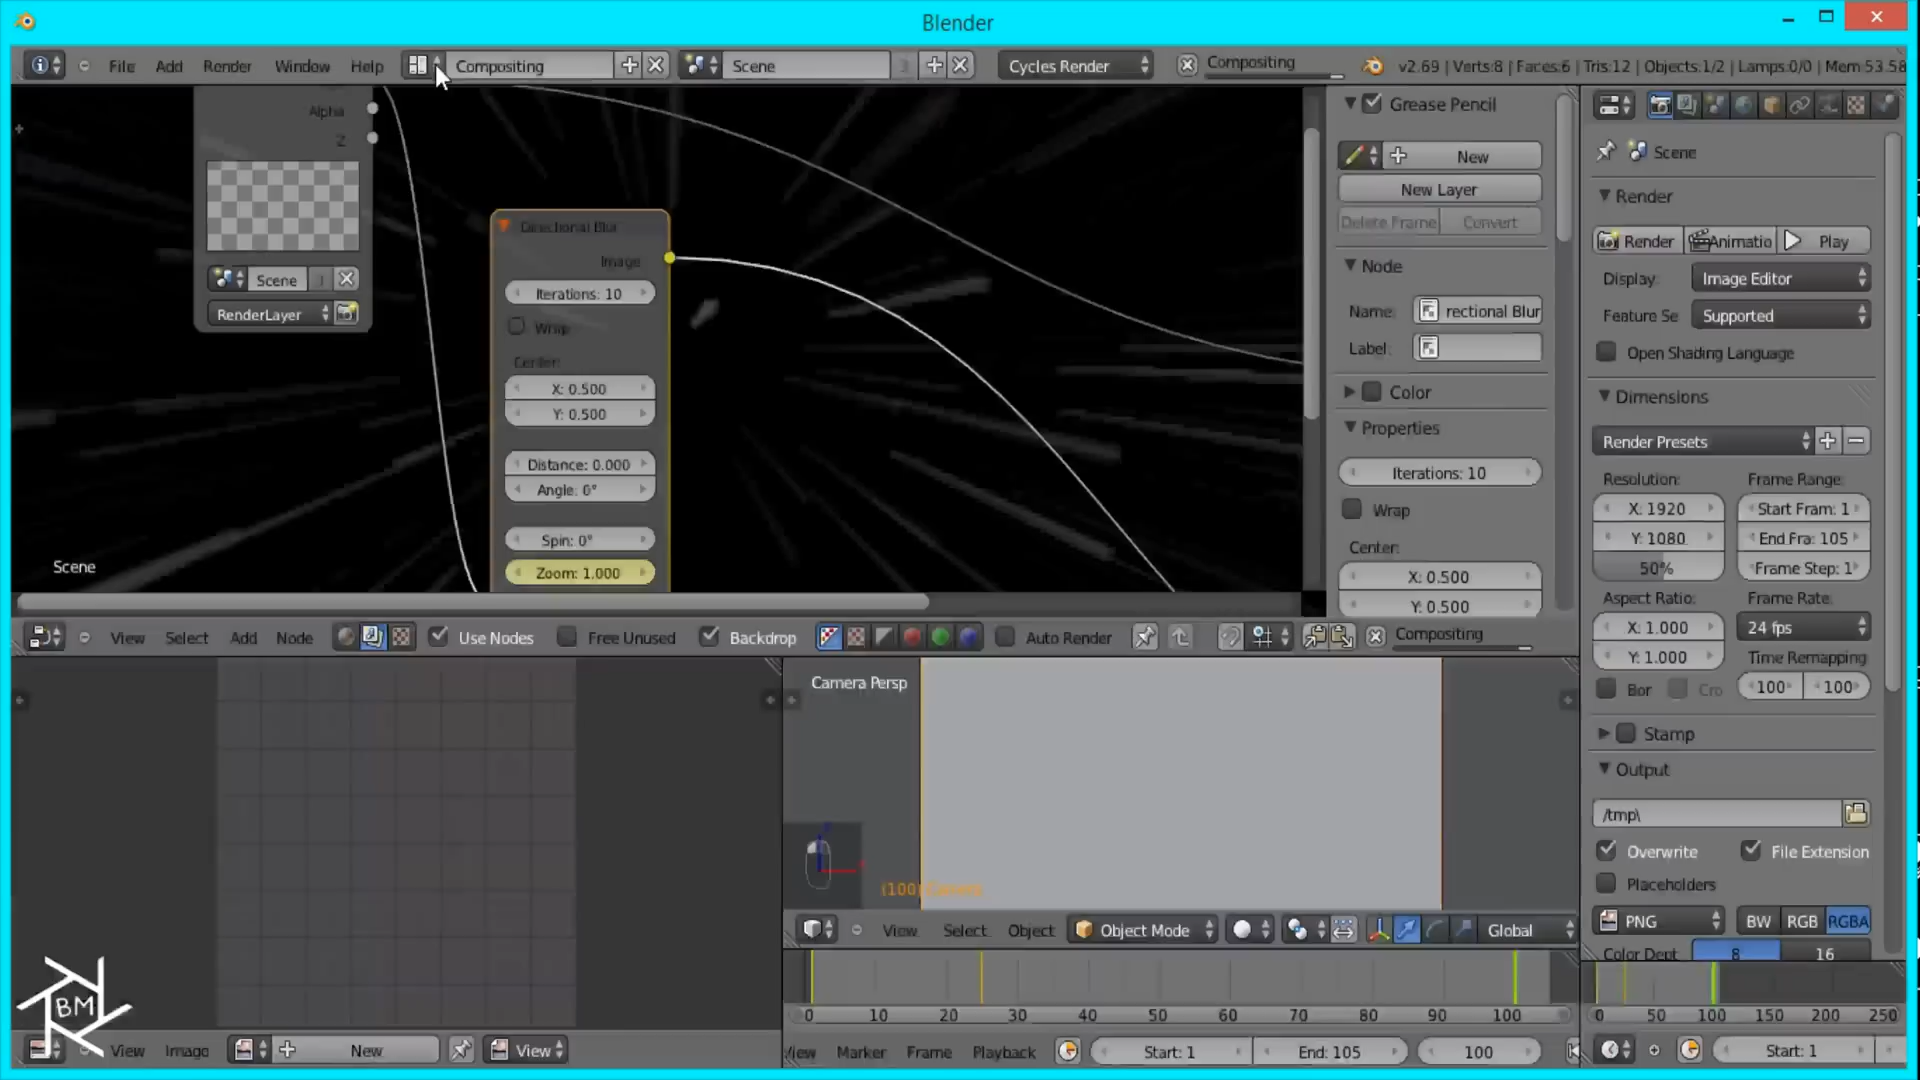 Blender
File Add Render Window Help Compositing Scene Cycles Render Compositing v2.69 | Verts:8 | Faces:6 | Tris:12 | Objects:1/2 | Lamps:0/0 | Mem:53.58
Alpha
Z
Scene
RenderLayer
Directional Blur
Image
Iterations: 10
Wrap
Center:
X: 0.500
Y: 0.500
Distance: 0.000
Angle: 0°
Spin: 0°
Zoom: 1.000
Scene
Grease Pencil
New
New Layer
Delete Frame Convert
Node
Name: rectional Blur
Label:
Color
Properties
Iterations: 10
Wrap
Center:
X: 0.500
Y: 0.500
Scene
Render
Render Animatio Play
Display: Image Editor
Feature Se Supported
Open Shading Language
Dimensions
Render Presets
Resolution: Frame Range:
X: 1920 Start Fram: 1
Y: 1080 End Fra: 105
50% Frame Step: 1
Aspect Ratio: Frame Rate:
X: 1.000 24 fps
Y: 1.000 Time Remapping
Bor Cro 100 100
Stamp
Output
/tmp\
Overwrite File Extension
Placeholders
PNG BW RGB RGBA
Color Dept 8 16
View Select Add Node Use Nodes Free Unused Backdrop Auto Render Compositing
Camera Persp
(100) Camera
View Select Object Object Mode Global
0 10 20 30 40 50 60 70 80 90 100
0 50 100 150 200 250
BM
View Image New View
View Marker Frame Playback Start: 1 End: 105 100
Start: 1